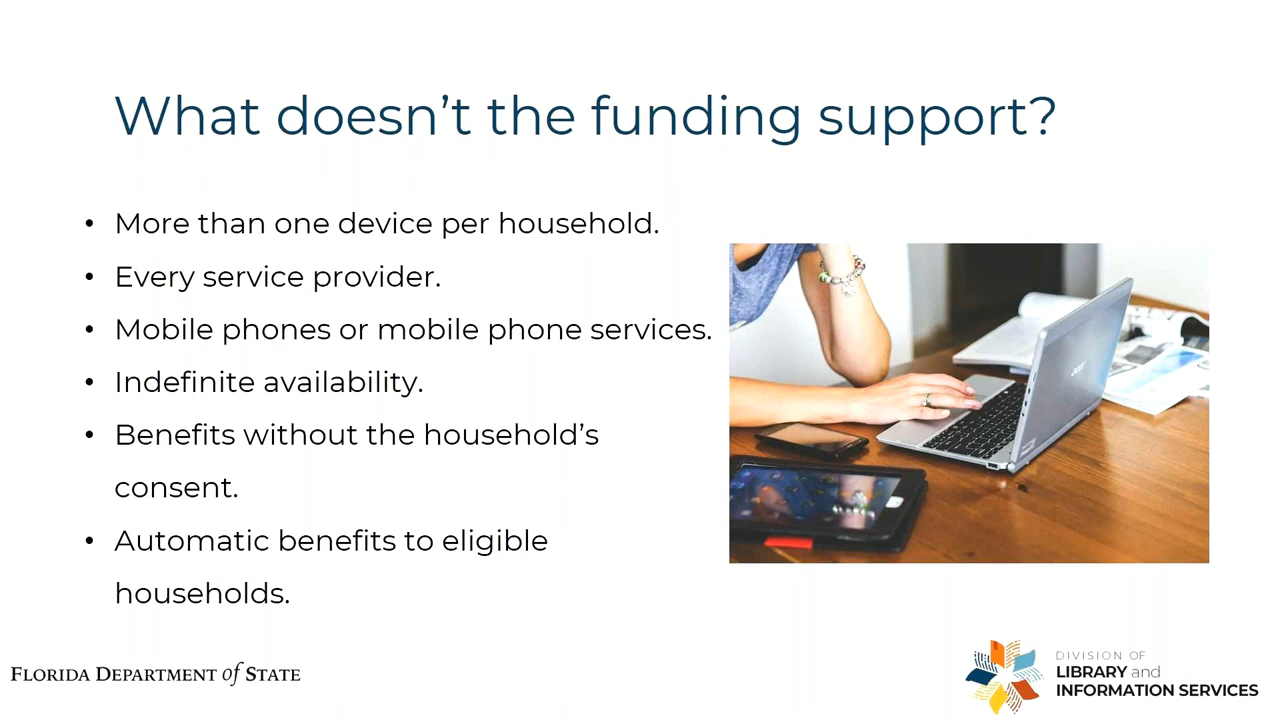 What doesn’t the funding support?
• More than one device per household.
• Every service provider.
• Mobile phones or mobile phone services.
• Indefinite availability.
• Benefits without the household’s
consent.
• Automatic benefits to eligible
households.
acer
FLORIDA DEPARTMENT of STATE
DIVISION OF
LIBRARY and
INFORMATION SERVICES